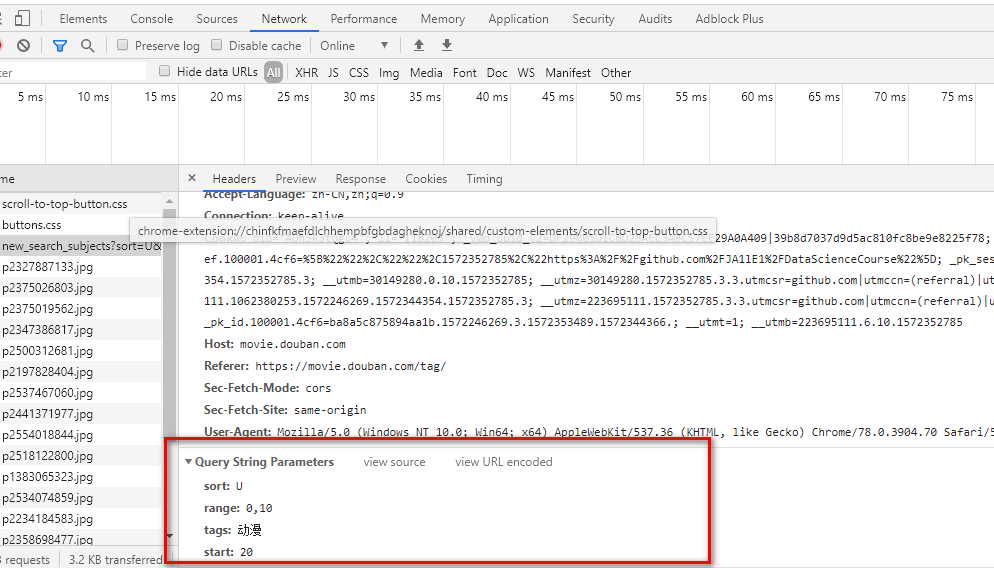 Elements Console Sources Network Performance Memory Application Security Audits Adblock Plus
Preserve log Disable cache Online
Hide data URLs All XHR JS CSS Img Media Font Doc WS Manifest Other
5 ms 10 ms 15 ms 20 ms 25 ms 30 ms 35 ms 40 ms 45 ms 50 ms 55 ms 60 ms 65 ms 70 ms 75 ms
me × Headers Preview Response Cookies Timing
scroll-to-top-button.css
buttons.css
new_search_subjects?sort=U&
p2327887133.jpg
p2375026803.jpg
p2375019562.jpg
p2347386817.jpg
p2500312681.jpg
p2197828404.jpg
p2537467060.jpg
p2441371977.jpg
p2554018844.jpg
p2518122800.jpg
p1383065323.jpg
p2534074859.jpg
p2234184583.jpg
p2358698477.jpg
requests 3.2 KB transferred
Accept-Language: zh-CN,zh;q=0.9
Connection: keep-alive
chrome-extension://chinfkfmaefdlchhempbfgbdagheknoj/shared/custom-elements/scroll-to-top-button.css
29A0A409|39b8d7037d9d5ac810fc8be9e8225f78;
ef.100001.4cf6=%5B%22%22%2C%22%22%2C1572352785%2C%22https%3A%2F%2Fgithub.com%2FJAllE1%2FDataScienceCourse%22%5D; _pk_ses
354.1572352785.3; __utmb=30149280.0.10.1572352785; __utmz=30149280.1572352785.3.3.utmcsr=github.com|utmccn=(referral)|ut
111.1062380253.1572246269.1572344354.1572352785.3; __utmz=223695111.1572352785.3.3.utmcsr=github.com|utmccn=(referral)|u
_pk_id.100001.4cf6=ba8a5c875894aa1b.1572246269.3.1572353489.1572344366.; __utmt=1; __utmb=223695111.6.10.1572352785
Host: movie.douban.com
Referer: https://movie.douban.com/tag/
Sec-Fetch-Mode: cors
Sec-Fetch-Site: same-origin
User-Agent: Mozilla/5.0 (Windows NT 10.0; Win64; x64) AppleWebKit/537.36 (KHTML, like Gecko) Chrome/78.0.3904.70 Safari/5
Query String Parameters view source view URL encoded
sort: U
range: 0,10
tags: 动漫
start: 20